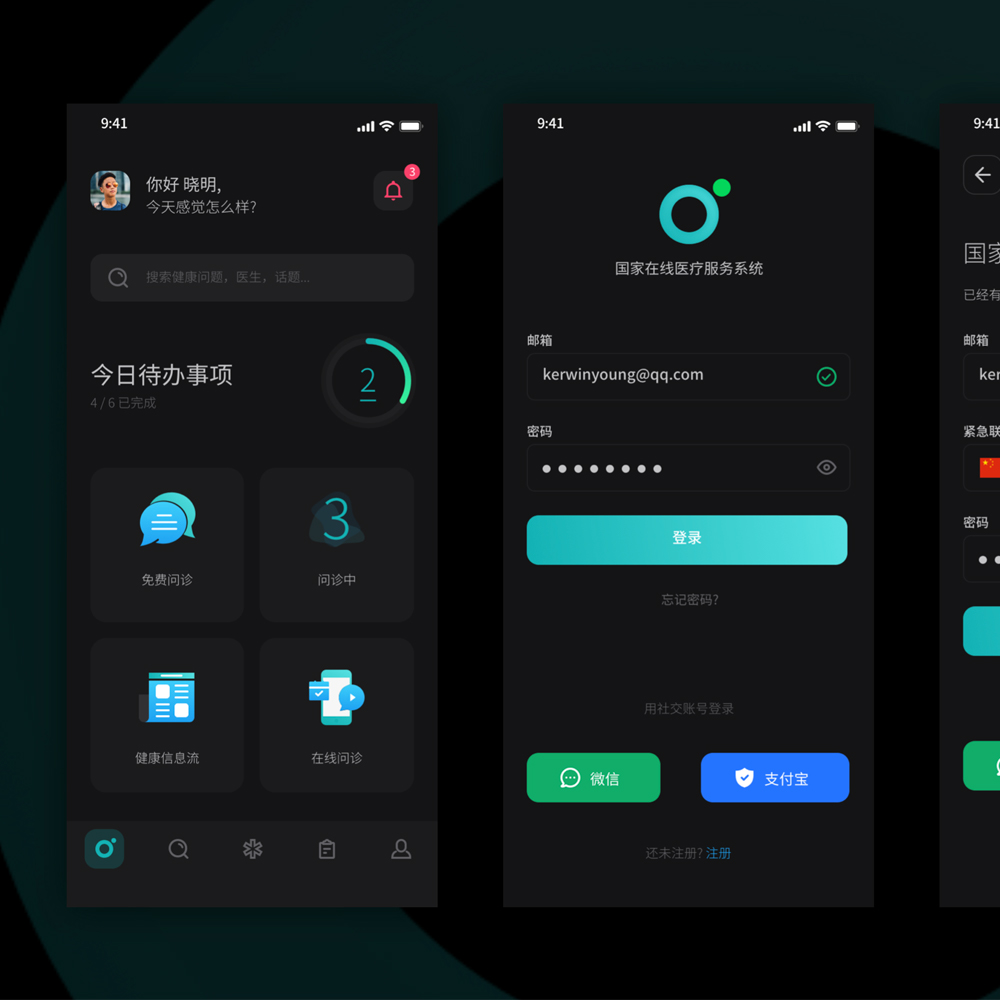 9:41
你好 晓明,
今天感觉怎么样?
3
搜索健康问题，医生，话题...
今日待办事项
4 / 6 已完成
2
免费问诊
3
问诊中
健康信息流
在线问诊
9:41
国家在线医疗服务系统
邮箱
kerwinyoung@qq.com
密码
登录
忘记密码?
用社交账号登录
微信
支付宝
还未注册? 注册
9:41
国家
已经有
邮箱
ker
紧急联
密码